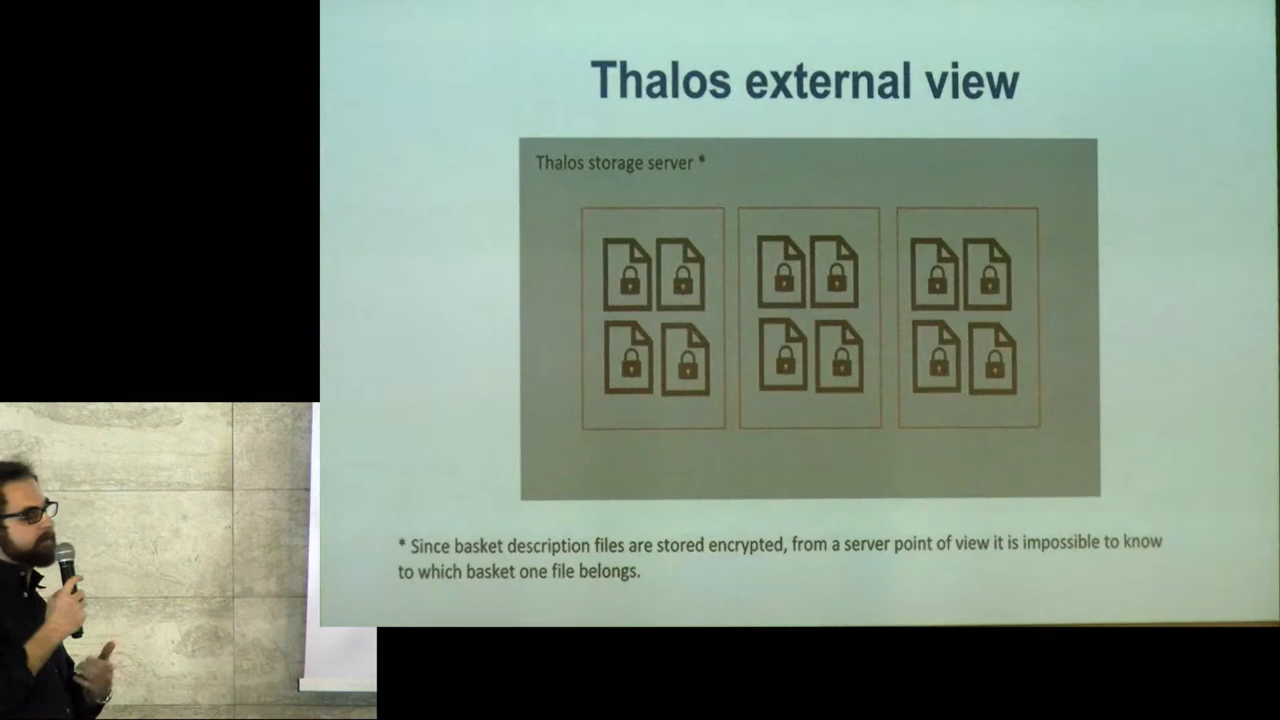 Thalos external view
Thalos storage server *
* Since basket description files are stored encrypted, from a server point of view it is impossible to know
to which basket one file belongs.